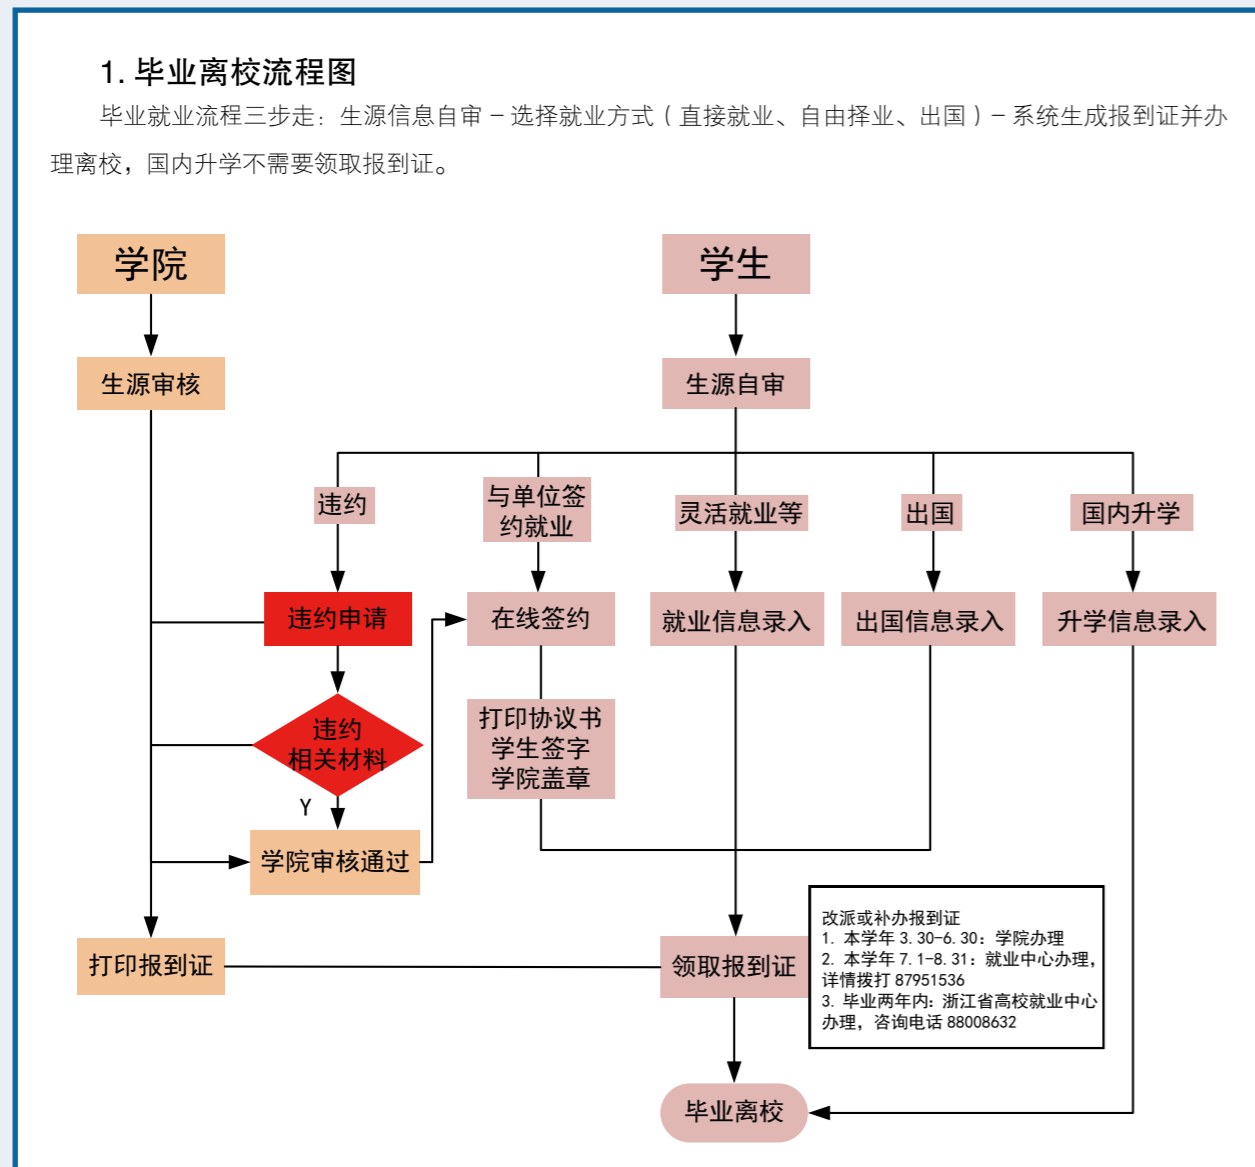 1. 毕业离校流程图
毕业就业流程三步走：生源信息自审 – 选择就业方式（直接就业、自由择业、出国）– 系统生成报到证并办
理离校，国内升学不需要领取报到证。
学院
学生
生源审核
生源自审
违约
与单位签
约就业
灵活就业等
出国
国内升学
违约申请
在线签约
就业信息录入
出国信息录入
升学信息录入
违约
相关材料
打印协议书
学生签字
学院盖章
Y
学院审核通过
打印报到证
领取报到证
改派或补办报到证
1. 本学年 3.30-6.30：学院办理
2. 本学年 7.1-8.31：就业中心办理，
详情拨打 87951536
3. 毕业两年内：浙江省高校就业中心
办理，咨询电话 88008632
毕业离校